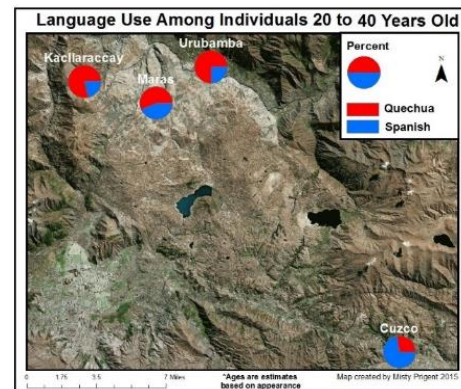 Language Use Among Individuals 20 to 40 Years Old
Urubamba
Kacllaraccay
Maras
Percent
N
Quechua
Spanish
Cuzco
0 1.75 3.5 7 Miles
*Ages are estimates
based on appearance
Map created by Misty Prigent 2015